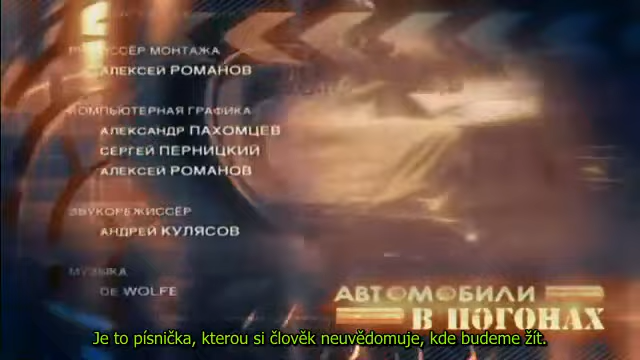 РЕЖИССЁР МОНТАЖА
АЛЕКСЕЙ РОМАНОВ
КОМПЬЮТЕРНАЯ ГРАФИКА
АЛЕКСАНДР ПАХОМЦЕВ
СЕРГЕЙ ПЕРНИЦКИЙ
АЛЕКСЕЙ РОМАНОВ
ЗВУКОРЕЖИССЁР
АНДРЕЙ КУЛЯСОВ
МУЗЫКА
DE WOLFE
АВТОМОБИЛИ
В ПОГОНАХ
Je to písnička, kterou si člověk neuvědomuje, kde budeme žít.